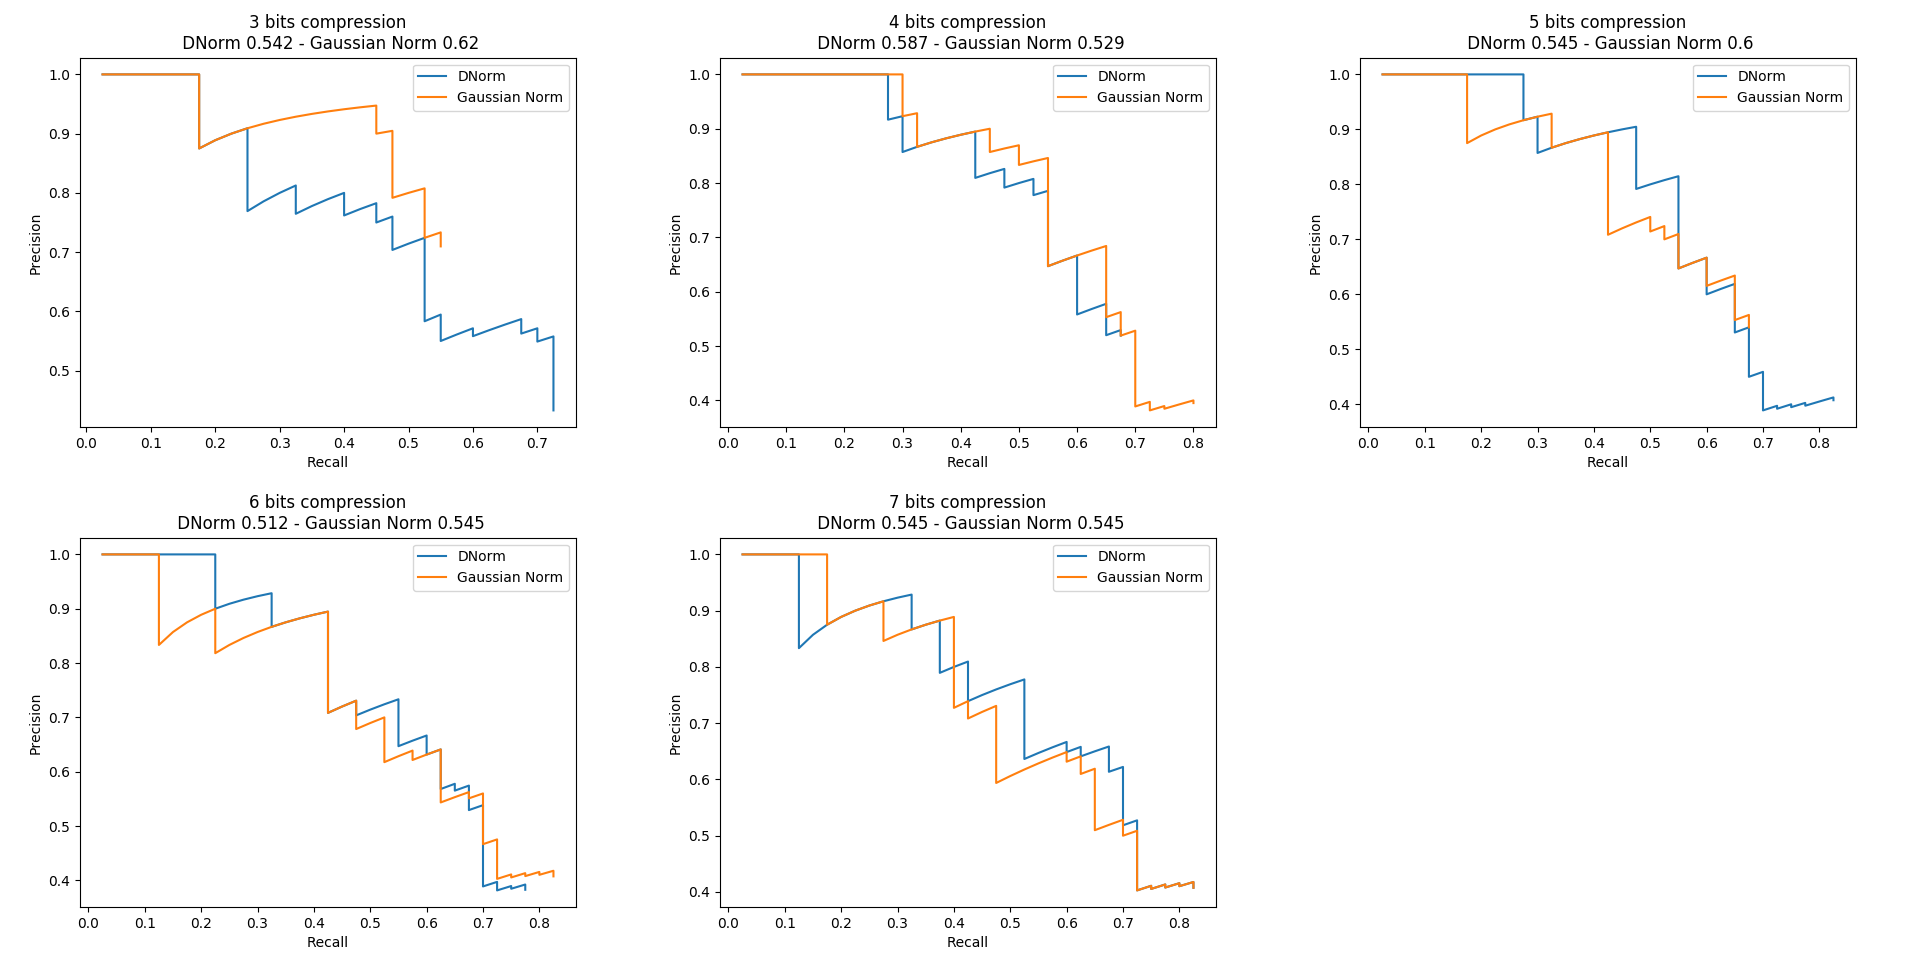 3 bits compression
DNorm 0.542 - Gaussian Norm 0.62
DNorm
Gaussian Norm
1.0
0.9
0.8
0.7
0.6
0.5
Precision
0.0 0.1 0.2 0.3 0.4 0.5 0.6 0.7
Recall
4 bits compression
DNorm 0.587 - Gaussian Norm 0.529
DNorm
Gaussian Norm
1.0
0.9
0.8
0.7
0.6
0.5
0.4
Precision
0.0 0.1 0.2 0.3 0.4 0.5 0.6 0.7 0.8
Recall
5 bits compression
DNorm 0.545 - Gaussian Norm 0.6
DNorm
Gaussian Norm
1.0
0.9
0.8
0.7
0.6
0.5
0.4
Precision
0.0 0.1 0.2 0.3 0.4 0.5 0.6 0.7 0.8
Recall
6 bits compression
DNorm 0.512 - Gaussian Norm 0.545
DNorm
Gaussian Norm
1.0
0.9
0.8
0.7
0.6
0.5
0.4
Precision
0.0 0.1 0.2 0.3 0.4 0.5 0.6 0.7 0.8
Recall
7 bits compression
DNorm 0.545 - Gaussian Norm 0.545
DNorm
Gaussian Norm
1.0
0.9
0.8
0.7
0.6
0.5
0.4
Precision
0.0 0.1 0.2 0.3 0.4 0.5 0.6 0.7 0.8
Recall